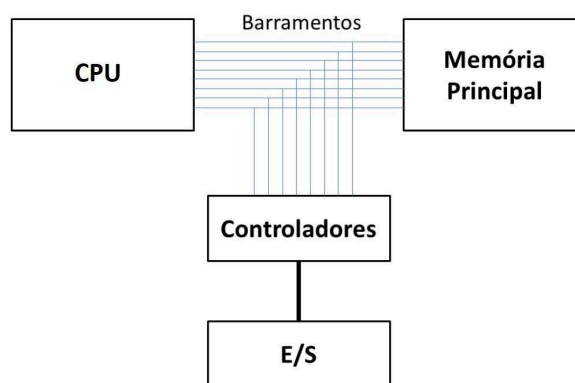 Barramentos
CPU
Memória
Principal
Controladores
E/S